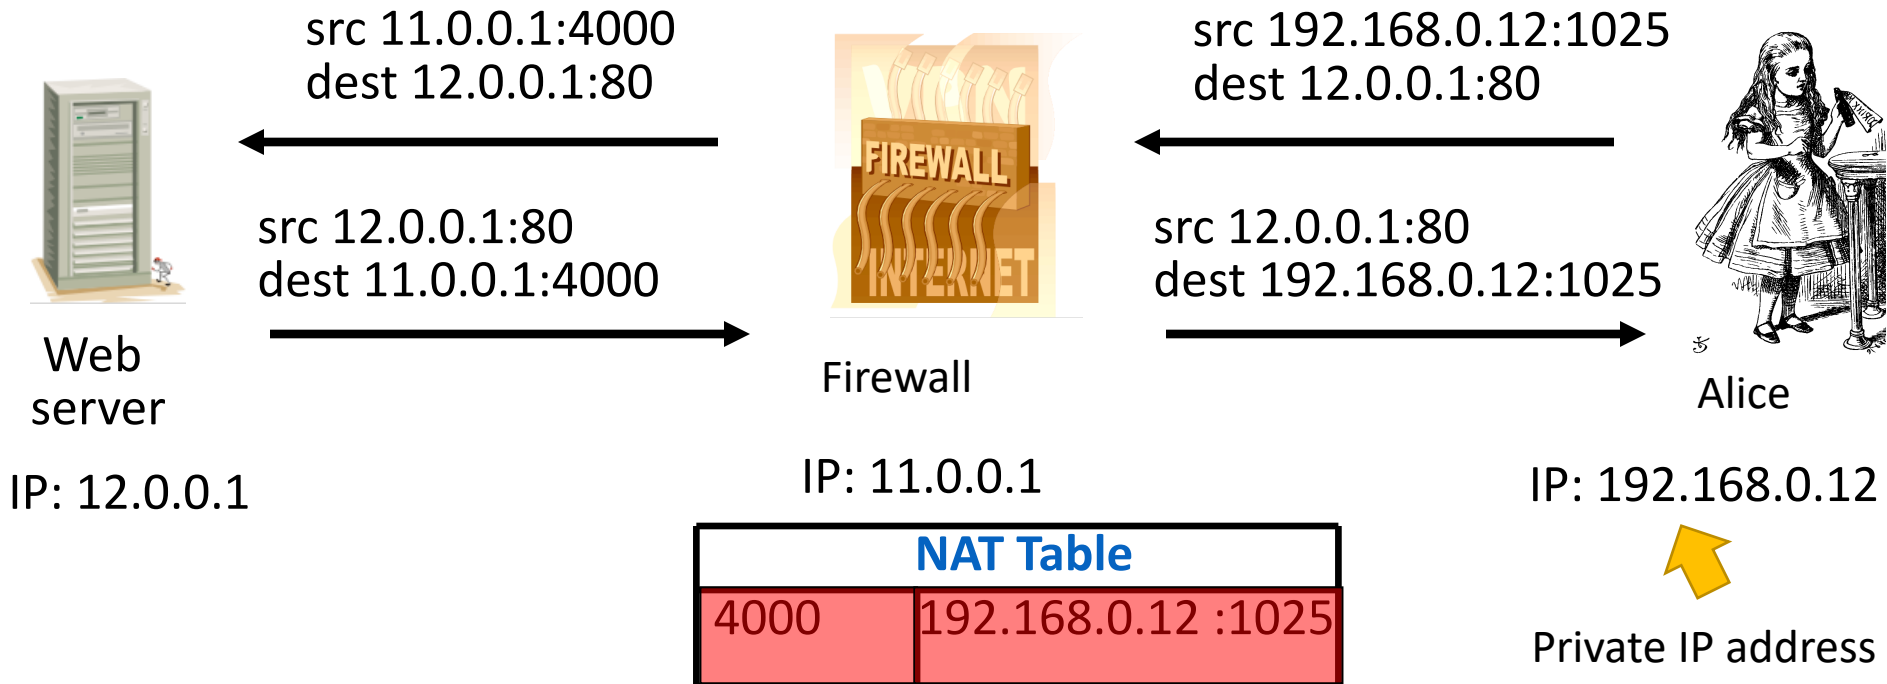 src 11.0.0.1:4000
dest 12.0.0.1:80
src 192.168.0.12:1025
dest 12.0.0.1:80
FIREWALL
INTERNET
src 12.0.0.1:80
dest 11.0.0.1:4000
src 12.0.0.1:80
dest 192.168.0.12:1025
Web
server
Firewall
Alice
IP: 12.0.0.1
IP: 11.0.0.1
IP: 192.168.0.12
NAT Table
4000 192.168.0.12 :1025
Private IP address